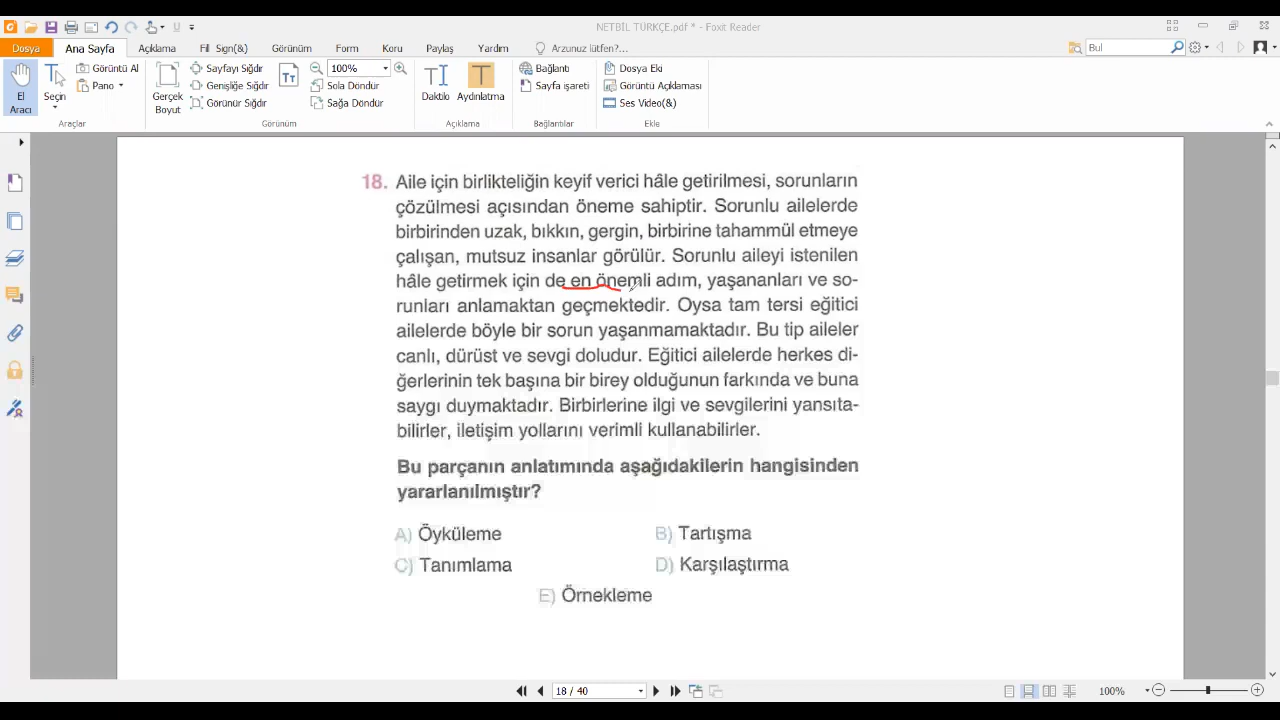 NETBİL TÜRKÇE.pdf * - Foxit Reader
Dosya Ana Sayfa Açıklama Fil Sign(&) Görünüm Form Koru Paylaş Yardım Arzunuz lütfen?... Bul
El Aracı
Seçin
Görüntü Al
Pano
Araçlar
Gerçek Boyut
Sayfayı Sığdır
Genişliğe Sığdır
Görünür Sığdır
100%
Sola Döndür
Sağa Döndür
Görünüm
Daktilo
Aydınlatma
Açıklama
Bağlantı
Sayfa işareti
Bağlantılar
Dosya Eki
Görüntü Açıklaması
Ses Video(&)
Ekle
18. Aile için birlikteliğin keyif verici hâle getirilmesi, sorunların
çözülmesi açısından öneme sahiptir. Sorunlu ailelerde
birbirinden uzak, bıkkın, gergin, birbirine tahammül etmeye
çalışan, mutsuz insanlar görülür. Sorunlu aileyi istenilen
hâle getirmek için de en önemli adım, yaşananları ve so-
runları anlamaktan geçmektedir. Oysa tam tersi eğitici
ailelerde böyle bir sorun yaşanmamaktadır. Bu tip aileler
canlı, dürüst ve sevgi doludur. Eğitici ailelerde herkes di-
ğerlerinin tek başına bir birey olduğunun farkında ve buna
saygı duymaktadır. Birbirlerine ilgi ve sevgilerini yansıta-
bilirler, iletişim yollarını verimli kullanabilirler.
Bu parçanın anlatımında aşağıdakilerin hangisinden
yararlanılmıştır?
A) Öyküleme B) Tartışma
C) Tanımlama D) Karşılaştırma
E) Örnekleme
18 / 40 100%